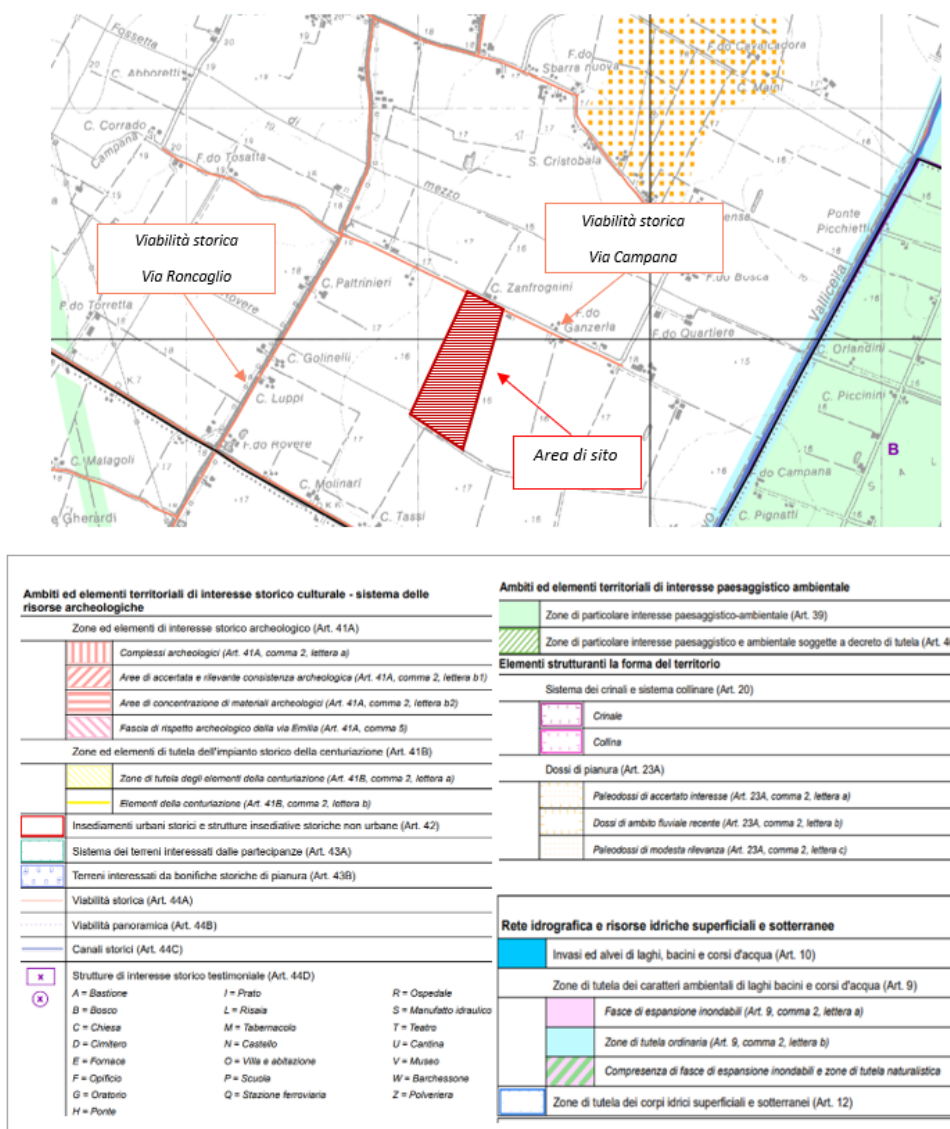 Fossetta
20
20
18
F.do
Sbarra nuova
F.do Cavalcadora
C. Abboretti
19
16
C. Maini
17
di
C. Corrado
Campana
20
F.do Tosatta
17
S. Cristobala
mezzo
Viabilità storica
Via Roncaglio
Viabilità storica
Via Campana
Ponte
Picchietti
C. Paltrinieri
C. Zanfrognini
F.do Bosca
Vallicella
F.do Torretta
Rovere
F.do
Ganzerla
F.do Quartiere
C. Golinelli
C. Orlandini
C. Luppi
C. Piccinini
Area di sito
B
F.do Rovere
C. Malagoli
C. Molinari
do Campana
e Gherardi
C. Tassi
C. Pignatti
Ambiti ed elementi territoriali di interesse storico culturale - sistema delle
risorse archeologiche
Zone ed elementi di interesse storico archeologico (Art. 41A)
Complessi archeologici (Art. 41A, comma 2, lettera a)
Aree di accertata e rilevante consistenza archeologica (Art. 41A, comma 2, lettera b1)
Aree di concentrazione di materiali archeologici (Art. 41A, comma 2, lettera b2)
Fascia di rispetto archeologico della via Emilia (Art. 41A, comma 5)
Zone ed elementi di tutela dell'impianto storico della centuriazione (Art. 41B)
Zone di tutela degli elementi della centuriazione (Art. 41B, comma 2, lettera a)
Elementi della centuriazione (Art. 41B, comma 2, lettera b)
Insediamenti urbani storici e strutture insediative storiche non urbane (Art. 42)
Sistema dei terreni interessati dalle partecipanze (Art. 43A)
Terreni interessati da bonifiche storiche di pianura (Art. 43B)
Viabilità storica (Art. 44A)
Viabilità panoramica (Art. 44B)
Canali storici (Art. 44C)
x Strutture di interesse storico testimoniale (Art. 44D)
x
A = Bastione I = Prato R = Ospedale
B = Bosco L = Risaia S = Manufatto idraulico
C = Chiesa M = Tabernacolo T = Teatro
D = Cimitero N = Castello U = Cantina
E = Fornace O = Villa e abitazione V = Museo
F = Opificio P = Scuola W = Barchessone
G = Oratorio Q = Stazione ferroviaria Z = Polveriera
H = Ponte
Ambiti ed elementi territoriali di interesse paesaggistico ambientale
Zone di particolare interesse paesaggistico-ambientale (Art. 39)
Zone di particolare interesse paesaggistico e ambientale soggette a decreto di tutela (Art. 4
Elementi strutturanti la forma del territorio
Sistema dei crinali e sistema collinare (Art. 20)
Crinale
Collina
Dossi di pianura (Art. 23A)
Paleodossi di accertato interesse (Art. 23A, comma 2, lettera a)
Dossi di ambito fluviale recente (Art. 23A, comma 2, lettera b)
Paleodossi di modesta rilevanza (Art. 23A, comma 2, lettera c)
Rete idrografica e risorse idriche superficiali e sotterranee
Invasi ed alvei di laghi, bacini e corsi d'acqua (Art. 10)
Zone di tutela dei caratteri ambientali di laghi bacini e corsi d'acqua (Art. 9)
Fasce di espansione inondabili (Art. 9, comma 2, lettera a)
Zone di tutela ordinaria (Art. 9, comma 2, lettera b)
Compresenza di fasce di espansione inondabili e zone di tutela naturalistica
Zone di tutela dei corpi idrici superficiali e sotterranei (Art. 12)